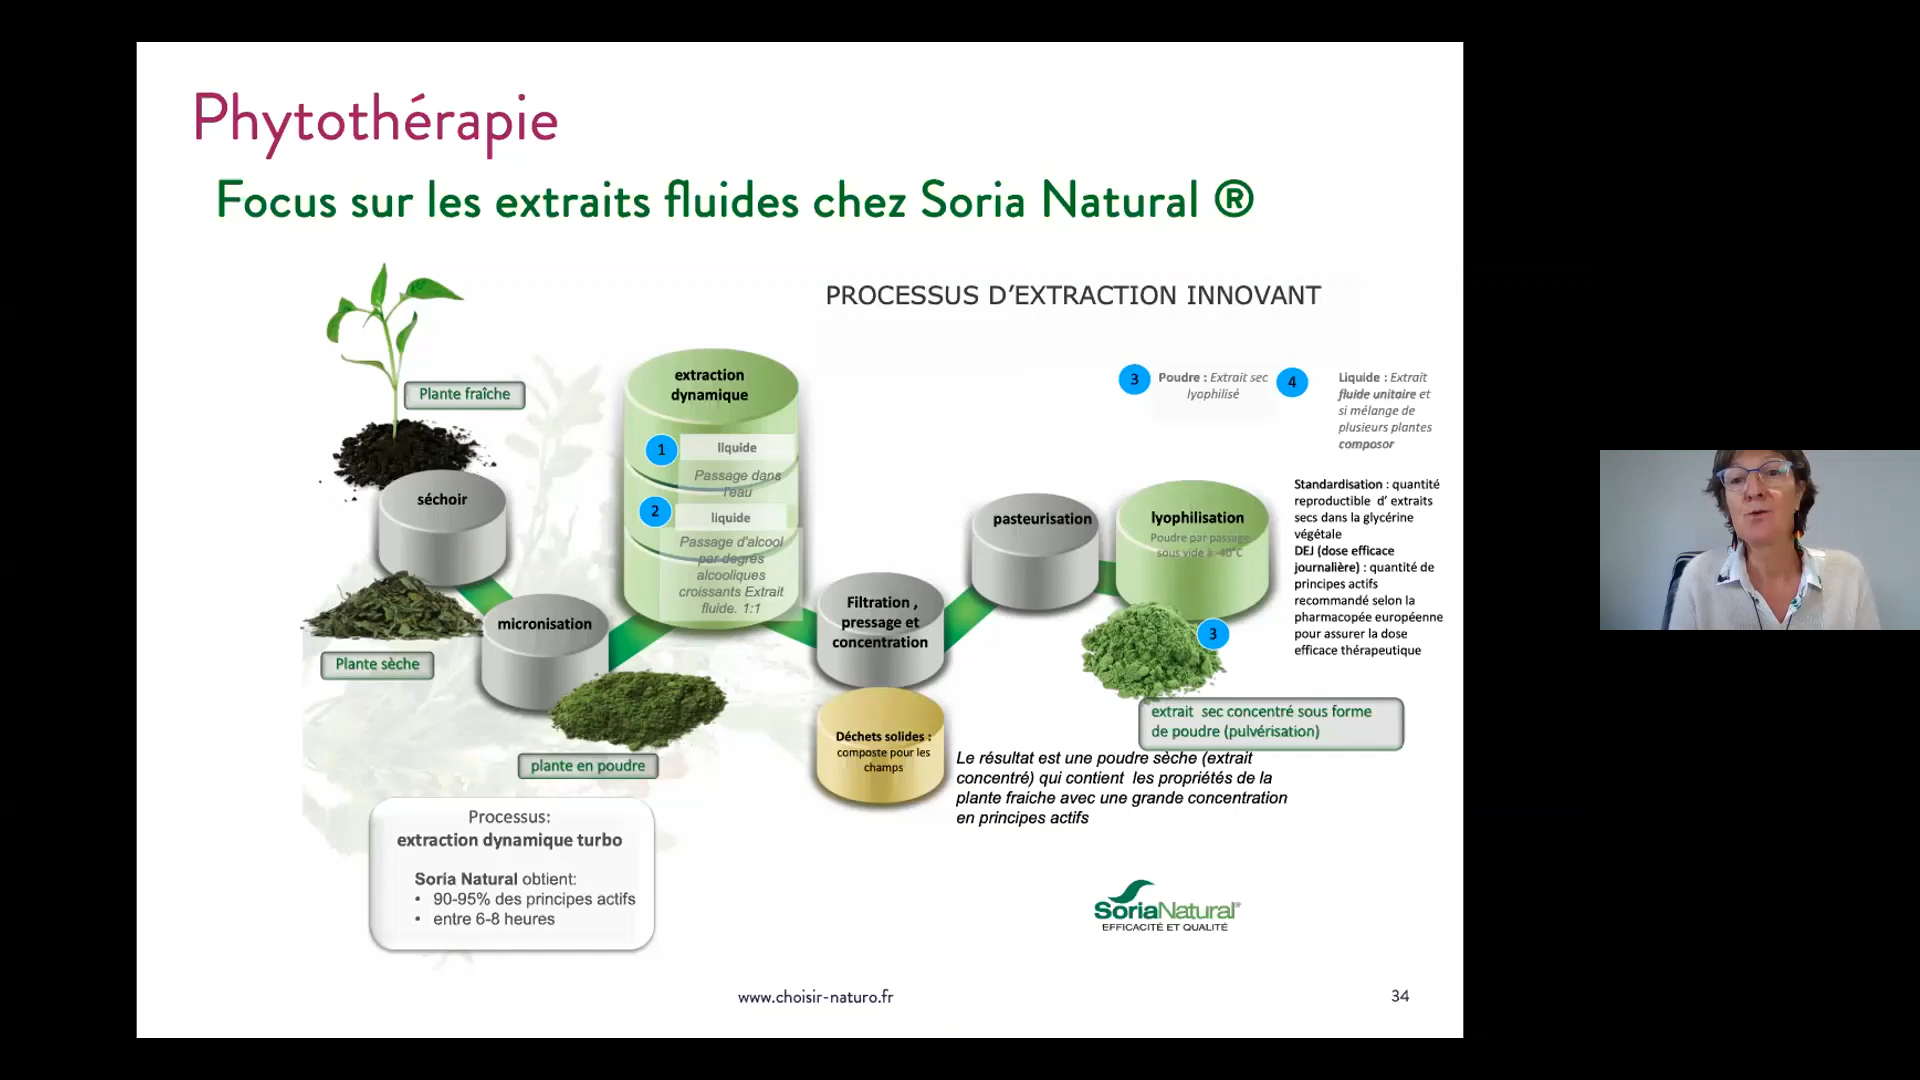 Phytothérapie
Focus sur les extraits fluides chez Soria Natural ®
PROCESSUS D’EXTRACTION INNOVANT
Plante fraîche
séchoir
Plante sèche
micronisation
plante en poudre
extraction
dynamique
1
liquide
Passage dans
l'eau
2
liquide
Passage d'alcool
par degrés
alcooliques
croissants Extrait
fluide. 1:1
Filtration ,
pressage et
concentration
Déchets solides :
composte pour les
champs
pasteurisation
lyophilisation
Poudre par passage
sous vide à -40°C
3
3
Poudre : Extrait sec
lyophilisé
4
Liquide : Extrait
fluide unitaire et
si mélange de
plusieurs plantes
composor
Standardisation : quantité
reproductible d’ extraits
secs dans la glycérine
végétale
DEJ (dose efficace
journalière) : quantité de
principes actifs
recommandé selon la
pharmacopée européenne
pour assurer la dose
efficace thérapeutique
extrait sec concentré sous forme
de poudre (pulvérisation)
Le résultat est une poudre sèche (extrait
concentré) qui contient les propriétés de la
plante fraiche avec une grande concentration
en principes actifs
Processus:
extraction dynamique turbo
Soria Natural obtient:
• 90-95% des principes actifs
• entre 6-8 heures
SoriaNatural®
EFFICACITÉ ET QUALITÉ
www.choisir-naturo.fr
34